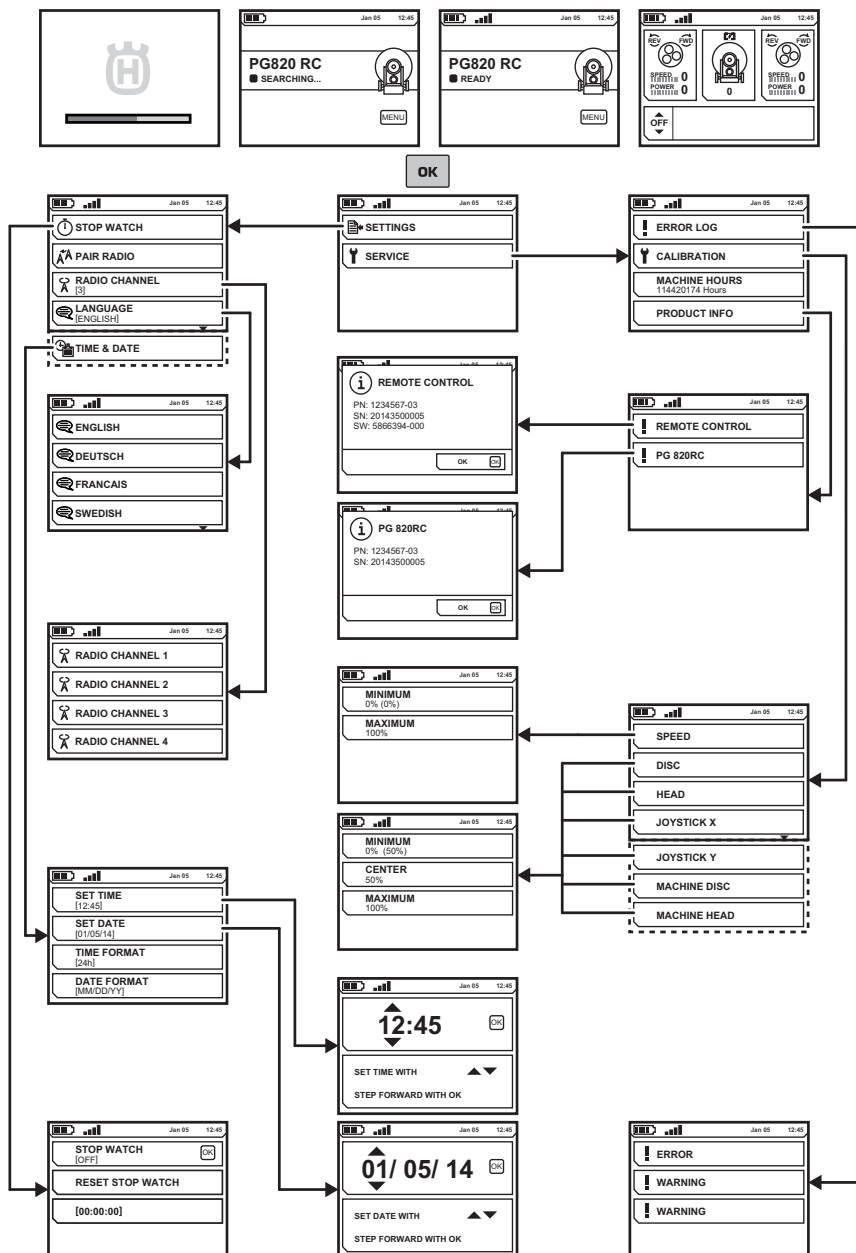 H
Jan 05 12:45
PG820 RC
SEARCHING...
MENU
Jan 05 12:45
PG820 RC
READY
MENU
Jan 05 12:45
REV FWD
SPEED 0
POWER 0
0
REV FWD
SPEED 0
POWER 0
OFF
OK
Jan 05 12:45
STOP WATCH
PAIR RADIO
RADIO CHANNEL
[3]
LANGUAGE
[ENGLISH]
TIME & DATE
Jan 05 12:45
SETTINGS
SERVICE
Jan 05 12:45
! ERROR LOG
CALIBRATION
MACHINE HOURS
114420174 Hours
PRODUCT INFO
Jan 05 12:45
ENGLISH
DEUTSCH
FRANCAIS
SWEDISH
i REMOTE CONTROL
PN: 1234567-03
SN: 20143500005
SW: 5866394-000
OK OK
Jan 05 12:45
! REMOTE CONTROL
! PG 820RC
i PG 820RC
PN: 1234567-03
SN: 20143500005
OK OK
Jan 05 12:45
RADIO CHANNEL 1
RADIO CHANNEL 2
RADIO CHANNEL 3
RADIO CHANNEL 4
Jan 05 12:45
MINIMUM
0% (0%)
MAXIMUM
100%
Jan 05 12:45
SPEED
DISC
HEAD
JOYSTICK X
JOYSTICK Y
MACHINE DISC
MACHINE HEAD
Jan 05 12:45
MINIMUM
0% (50%)
CENTER
50%
MAXIMUM
100%
Jan 05 12:45
SET TIME
[12:45]
SET DATE
[01/05/14]
TIME FORMAT
[24h]
DATE FORMAT
[MM/DD/YY]
Jan 05 12:45
12:45 OK
SET TIME WITH
STEP FORWARD WITH OK
Jan 05 12:45
STOP WATCH
[OFF]
OK
RESET STOP WATCH
[00:00:00]
Jan 05 12:45
01/ 05/ 14 OK
SET DATE WITH
STEP FORWARD WITH OK
Jan 05 12:45
! ERROR
! WARNING
! WARNING